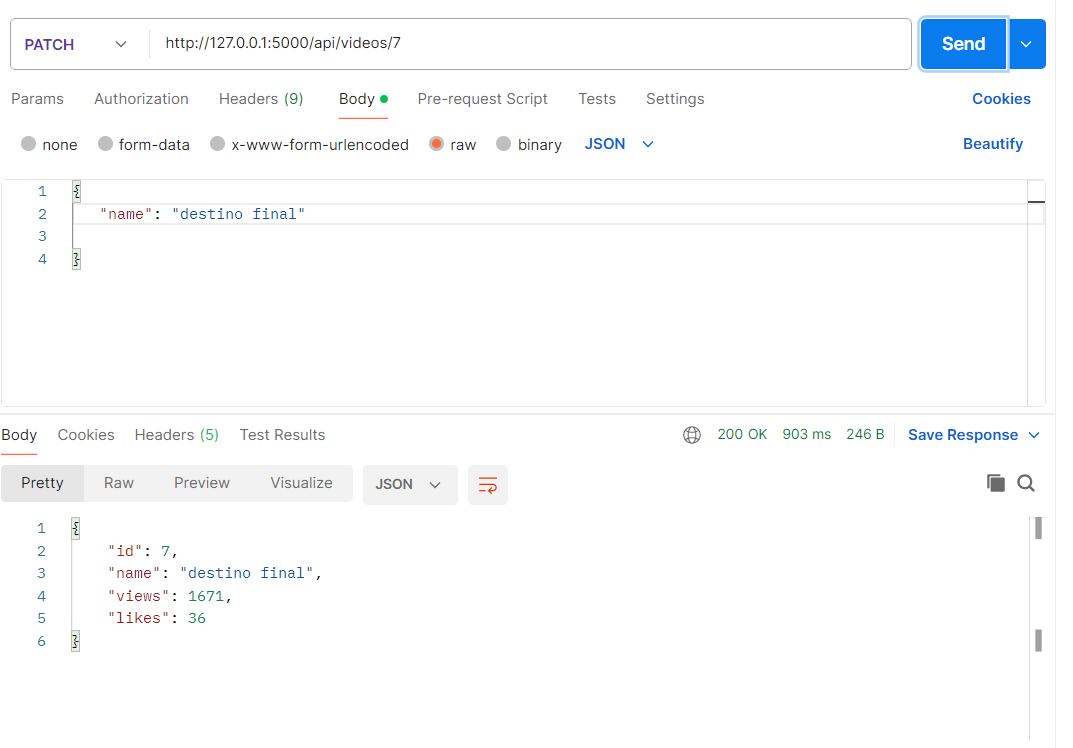 PATCH http://127.0.0.1:5000/api/videos/7 Send
Params Authorization Headers (9) Body Pre-request Script Tests Settings Cookies
none form-data x-www-form-urlencoded raw binary JSON Beautify
1 {
2 "name": "destino final"
3
4 }
Body Cookies Headers (5) Test Results 200 OK 903 ms 246 B Save Response
Pretty Raw Preview Visualize JSON
1 {
2 "id": 7,
3 "name": "destino final",
4 "views": 1671,
5 "likes": 36
6 }